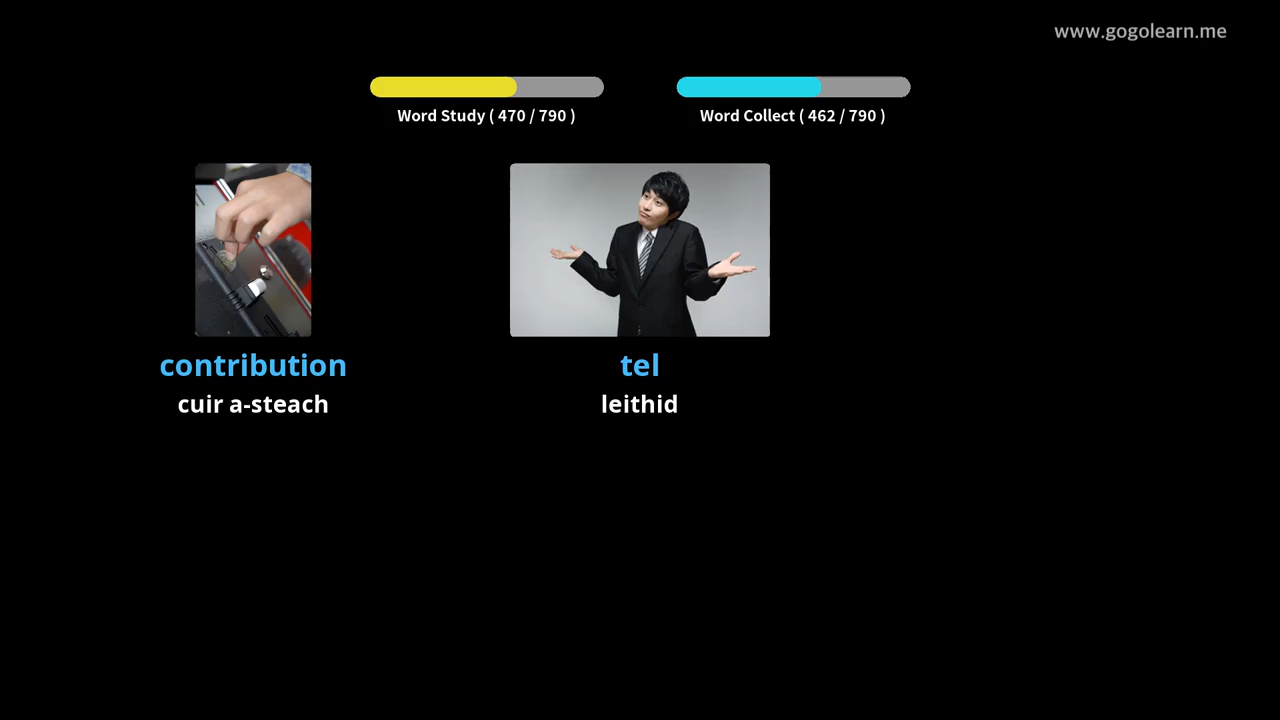 www.gogolearn.me
Word Study ( 470 / 790 )
Word Collect ( 462 / 790 )
contribution
cuir a-steach
tel
leithid